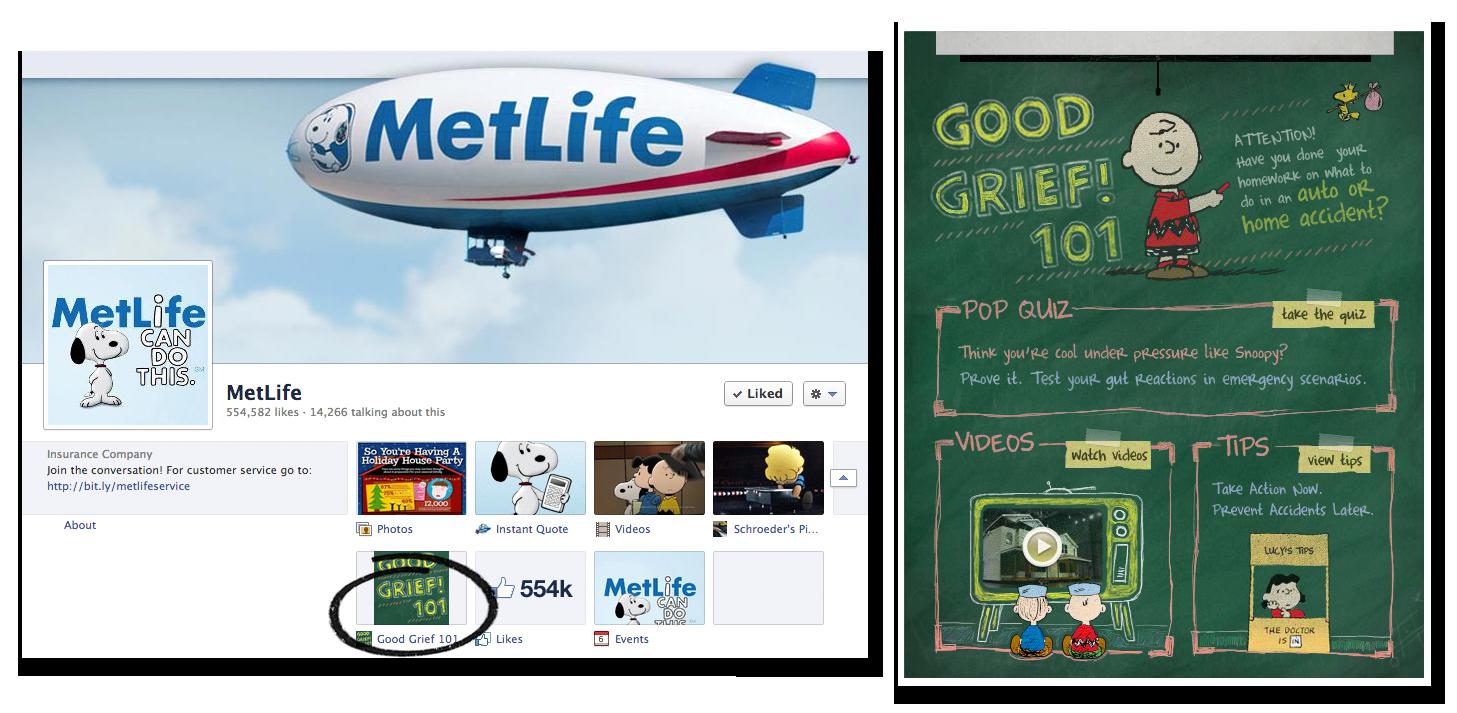 MetLife
MetLife
CAN
DO
THIS.
SM
MetLife
554,582 likes · 14,266 talking about this
Liked
Insurance Company
Join the conversation! For customer service go to:
http://bit.ly/metlifeservice
About
So You're Having A
Holiday House Party
12,000
Photos
Instant Quote
Videos
Schroeder's Pi...
GOOD
GRIEF!
101
Good Grief 101
554k
Likes
MetLife
CAN
DO
THIS
6
Events
GOOD
GRIEF!
101
ATTENTION!
Have you done your
homework on what to
do in an auto or
home accident?
POP QUIZ
take the quiz
Think you're cool under pressure like Snoopy?
Prove it. Test your gut reactions in emergency scenarios.
VIDEOS
watch videos
TIPS
view tips
Take Action Now.
Prevent Accidents Later.
LUCY'S TIPS
THE DOCTOR
IS IN